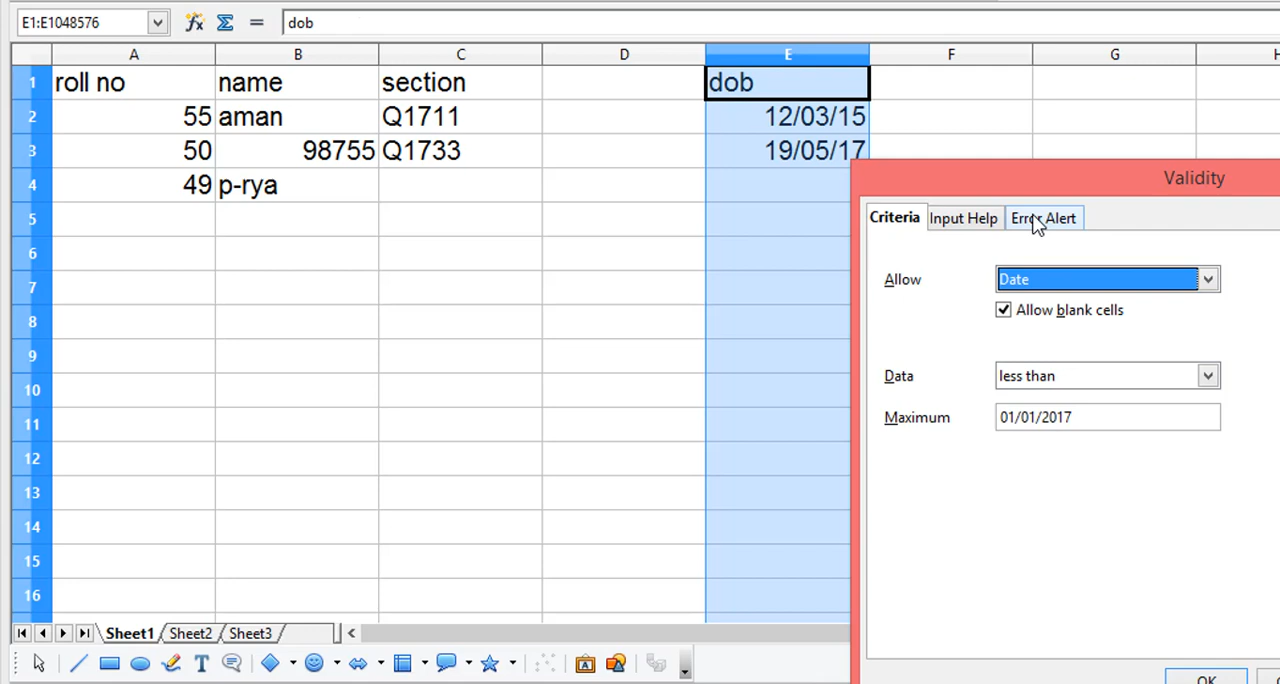 E1:E1048576 dob
A B C D E F G H
1 roll no name section dob
2 55 aman Q1711 12/03/15
3 50 98755 Q1733 19/05/17
4 49 p-rya
5
6
7
8
9
10
11
12
13
14
15
16
Validity
Criteria Input Help Error Alert
Allow Date
Allow blank cells
Data less than
Maximum 01/01/2017
OK
Sheet1 Sheet2 Sheet3